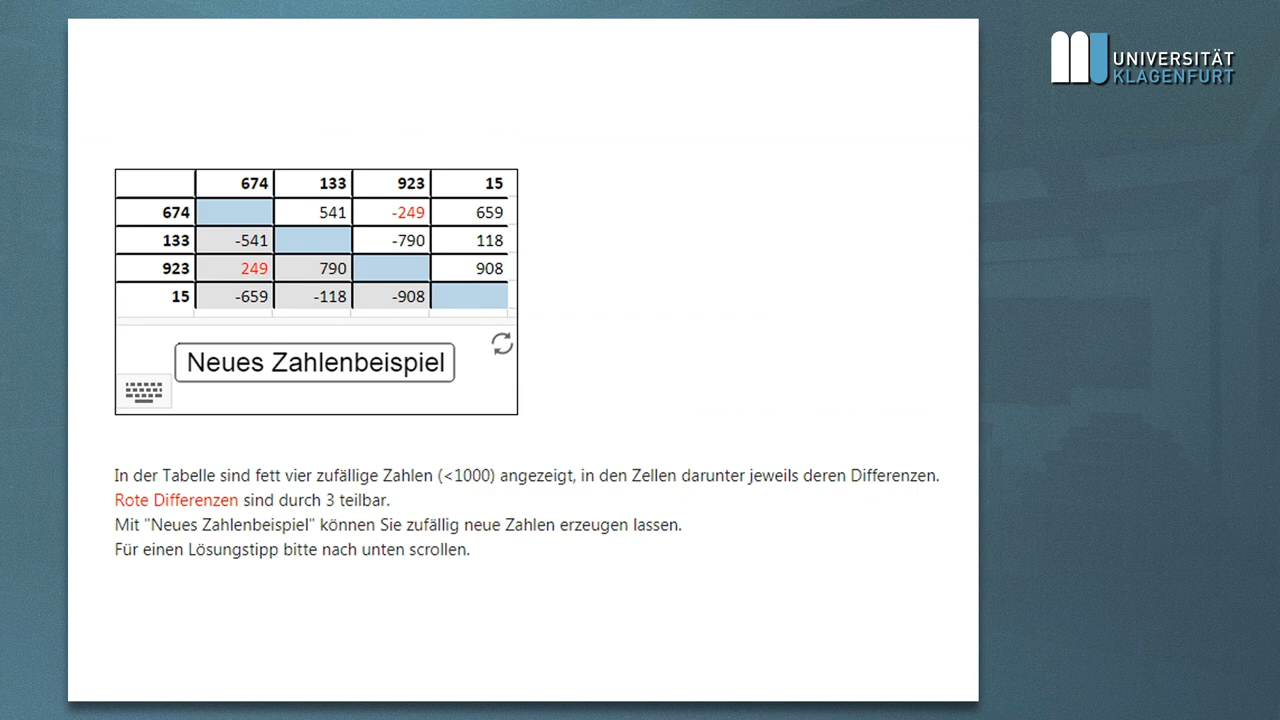 UNIVERSITÄT
KLAGENFURT
674 133 923 15
674 541 -249 659
133 -541 -790 118
923 249 790 908
15 -659 -118 -908
Neues Zahlenbeispiel
In der Tabelle sind fett vier zufällige Zahlen (<1000) angezeigt, in den Zellen darunter jeweils deren Differenzen.
Rote Differenzen sind durch 3 teilbar.
Mit "Neues Zahlenbeispiel" können Sie zufällig neue Zahlen erzeugen lassen.
Für einen Lösungstipp bitte nach unten scrollen.